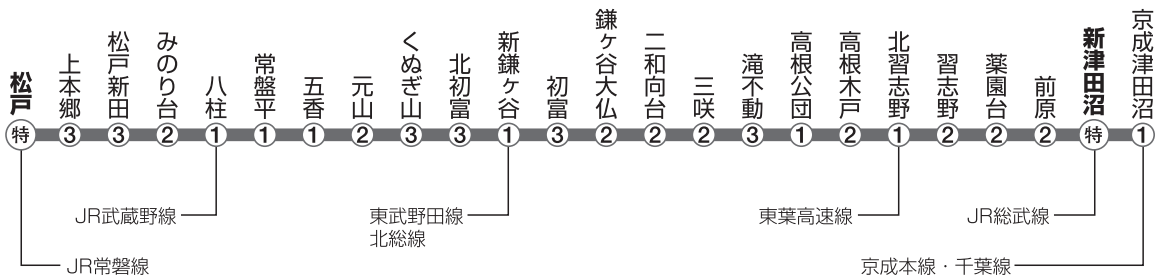 松戸
上本郷
松戸新田
みのり台
八柱
常盤平
五香
元山
くぬぎ山
北初富
新鎌ヶ谷
初富
鎌ヶ谷大仏
二和向台
三咲
滝不動
高根公団
高根木戸
北習志野
習志野
薬園台
前原
新津田沼
京成津田沼
特
3
3
2
1
1
1
2
3
3
1
3
2
2
2
3
1
2
1
2
2
2
特
1
JR武蔵野線
東武野田線
北総線
東葉高速線
JR総武線
JR常磐線
京成本線・千葉線